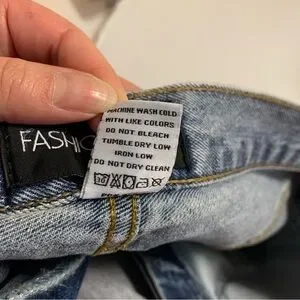 FASHIO
MACHINE WASH COLD
WITH LIKE COLORS
DO NOT BLEACH
TUMBLE DRY LOW
IRON LOW
DO NOT DRY CLEAN
30